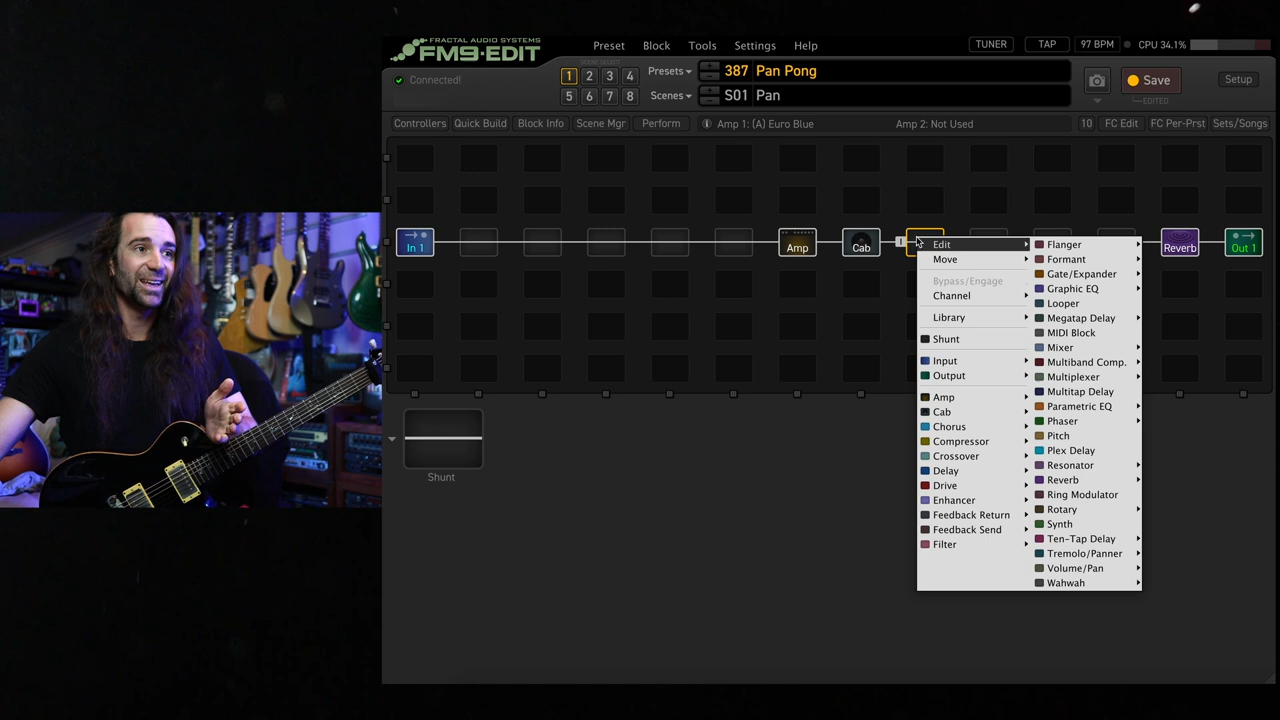 FRACTAL AUDIO SYSTEMS
FM9-EDIT
Preset Block Tools Settings Help
TUNER TAP 97 BPM CPU 34.1%
Connected!
SCENE SELECT
1 2 3 4
5 6 7 8
Presets 387 Pan Pong
Scenes S01 Pan
Save
EDITED
Setup
Controllers Quick Build Block Info Scene Mgr Perform Amp 1: (A) Euro Blue Amp 2: Not Used 10 FC Edit FC Per-Prst Sets/Songs
In 1 Amp Cab Reverb Out 1
Edit
Move
Bypass/Engage
Channel
Library
Shunt
Input
Output
Amp
Cab
Chorus
Compressor
Crossover
Delay
Drive
Enhancer
Feedback Return
Feedback Send
Filter
Flanger
Formant
Gate/Expander
Graphic EQ
Looper
Megatap Delay
MIDI Block
Mixer
Multiband Comp.
Multiplexer
Multitap Delay
Parametric EQ
Phaser
Pitch
Plex Delay
Resonator
Reverb
Ring Modulator
Rotary
Synth
Ten-Tap Delay
Tremolo/Panner
Volume/Pan
Wahwah
Shunt